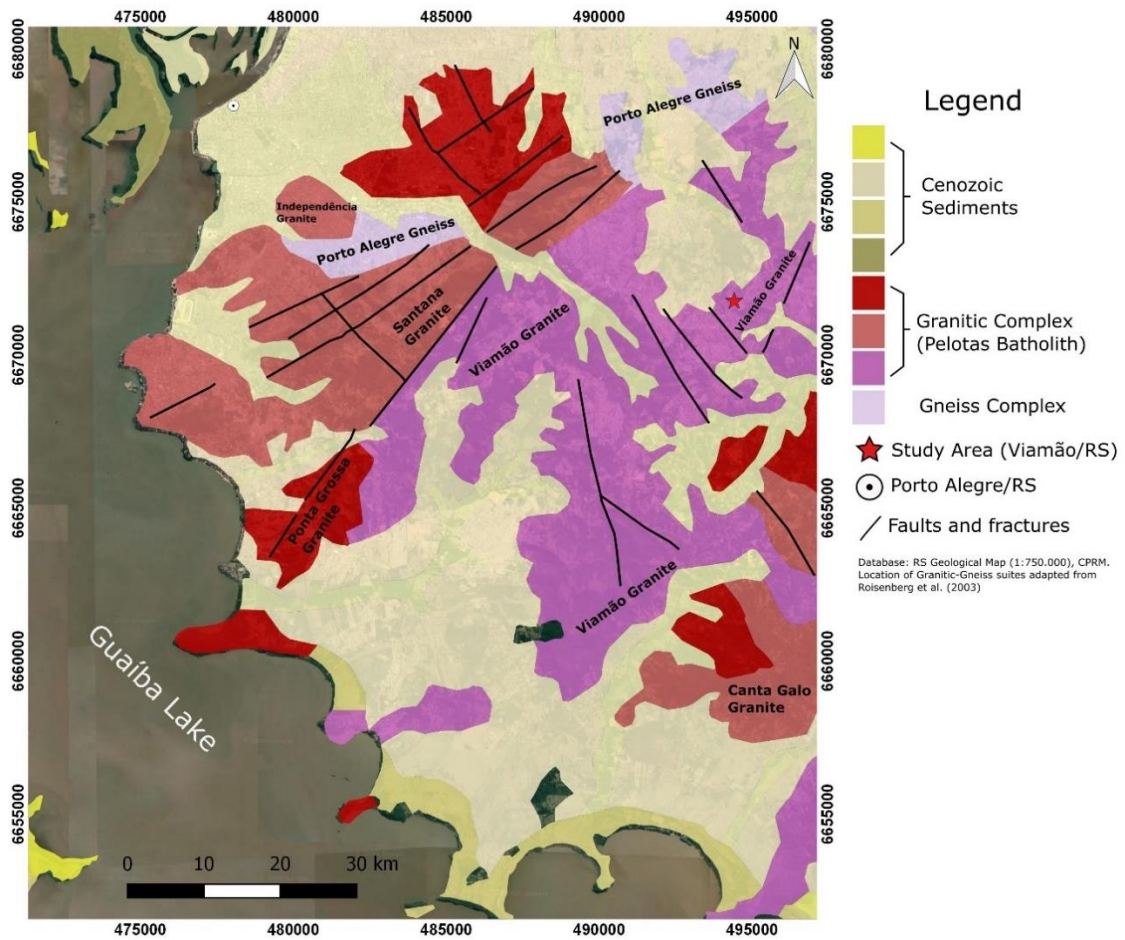 475000 480000 485000 490000 495000
6680000
6680000
N
Porto Alegre Gneiss
Legend
Cenozoic
Sediments
6675000
6675000
Independência
Granite
Porto Alegre Gneiss
Viamão Granite
Santana
Granite
Granitic Complex
(Pelotas Batholith)
Viamão Granite
6670000
6670000
Gneiss Complex
Study Area (Viamão/RS)
Porto Alegre/RS
6665000
6665000
Ponta Grossa
Granite
Faults and fractures
Database: RS Geological Map (1:750.000), CPRM.
Location of Granitic-Gneiss suites adapted from
Roisenberg et al. (2003)
Viamão Granite
6660000
6660000
Guaíba Lake
Canta Galo
Granite
6655000
6655000
0 10 20 30 km
475000 480000 485000 490000 495000